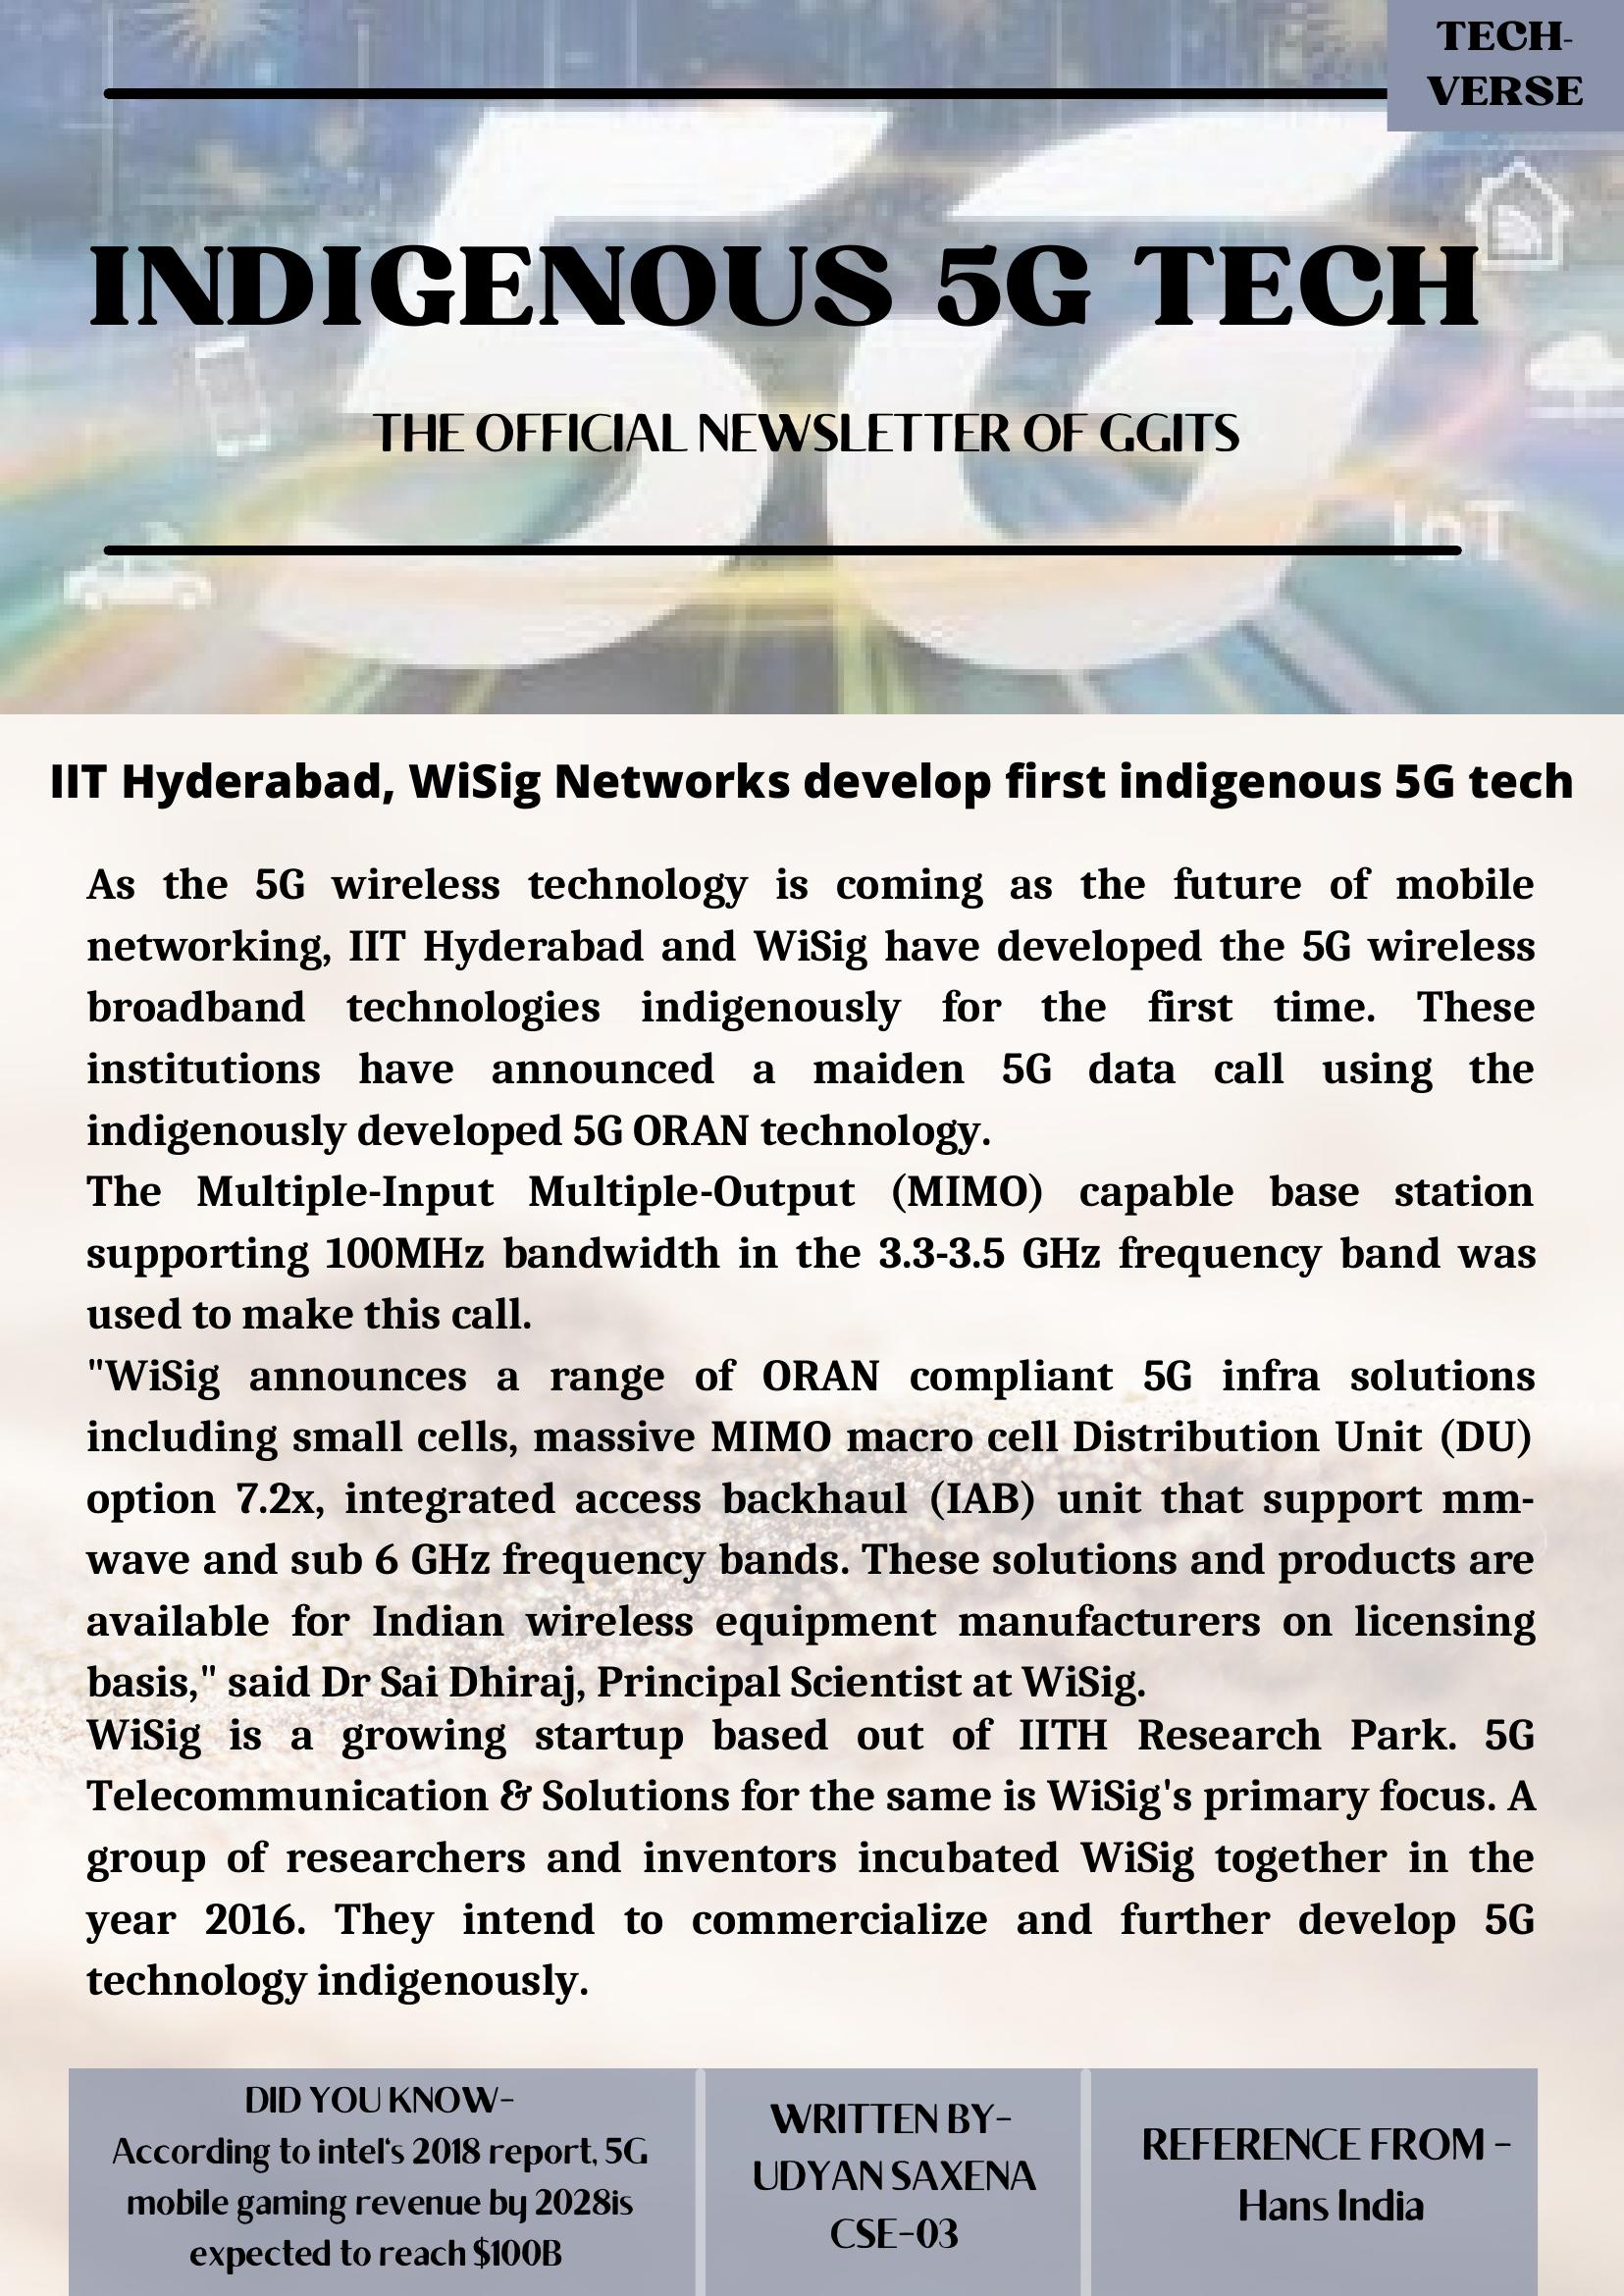 TECH-
VERSE
INDIGENOUS 5G TECH
THE OFFICIAL NEWSLETTER OF GGITS
IoT
IIT Hyderabad, WiSig Networks develop first indigenous 5G tech
As the 5G wireless technology is coming as the future of mobile
networking, IIT Hyderabad and WiSig have developed the 5G wireless
broadband technologies indigenously for the first time. These
institutions have announced a maiden 5G data call using the
indigenously developed 5G ORAN technology.
The Multiple-Input Multiple-Output (MIMO) capable base station
supporting 100MHz bandwidth in the 3.3-3.5 GHz frequency band was
used to make this call.
"WiSig announces a range of ORAN compliant 5G infra solutions
including small cells, massive MIMO macro cell Distribution Unit (DU)
option 7.2x, integrated access backhaul (IAB) unit that support mm-
wave and sub 6 GHz frequency bands. These solutions and products are
available for Indian wireless equipment manufacturers on licensing
basis," said Dr Sai Dhiraj, Principal Scientist at WiSig.
WiSig is a growing startup based out of IITH Research Park. 5G
Telecommunication & Solutions for the same is WiSig's primary focus. A
group of researchers and inventors incubated WiSig together in the
year 2016. They intend to commercialize and further develop 5G
technology indigenously.
DID YOU KNOW-
According to intel's 2018 report, 5G
mobile gaming revenue by 2028is
expected to reach $100B
WRITTEN BY-
UDYAN SAXENA
CSE-03
REFERENCE FROM -
Hans India